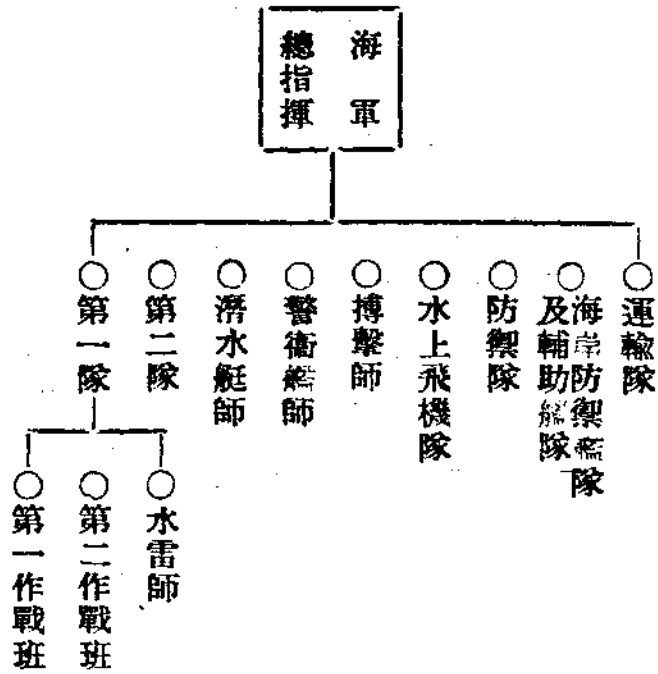 海軍
總指揮
運輸隊
海岸防禦艦隊
及輔助艦隊
防禦隊
水上飛機隊
搏擊師
警衞艦師
潛水艇師
第二隊
第一隊
水雷師
第二作戰班
第一作戰班